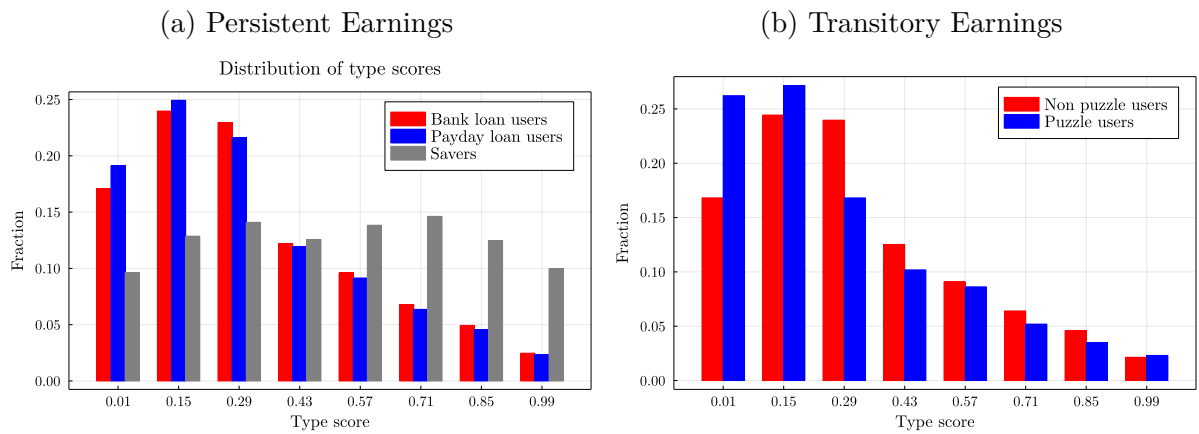 (a) Persistent Earnings
Distribution of type scores
Fraction
0.25
0.20
0.15
0.10
0.05
0.00
Bank loan users
Payday loan users
Savers
0.01 0.15 0.29 0.43 0.57 0.71 0.85 0.99
Type score
(b) Transitory Earnings
Fraction
0.25
0.20
0.15
0.10
0.05
0.00
Non puzzle users
Puzzle users
0.01 0.15 0.29 0.43 0.57 0.71 0.85 0.99
Type score